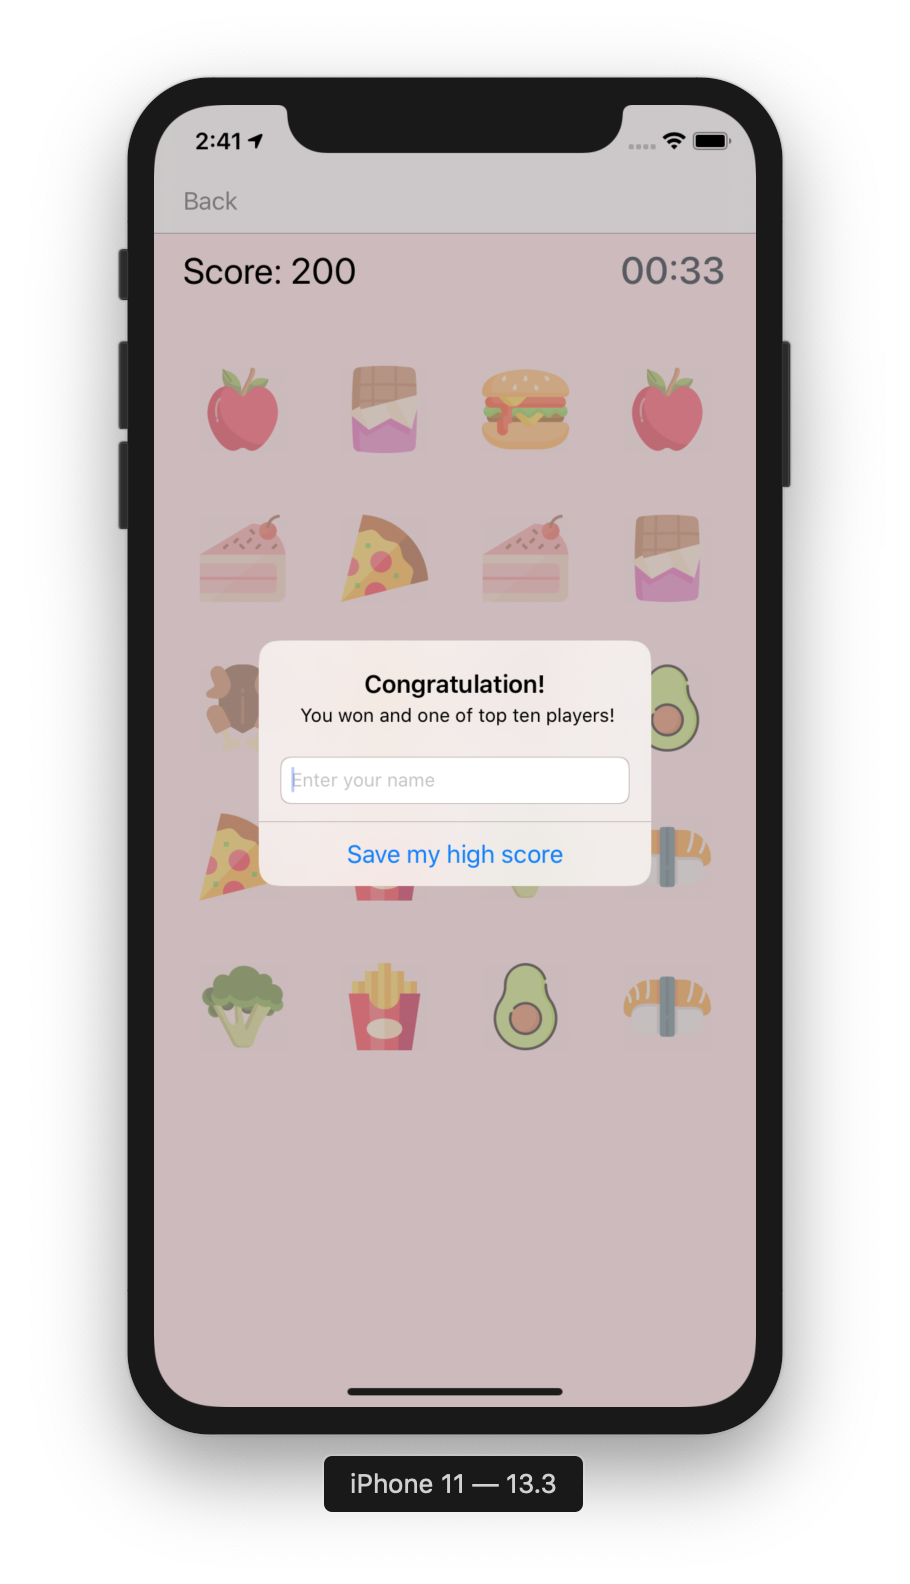 2:41
Back
Score: 200 00:33
Congratulation!
You won and one of top ten players!
Enter your name
Save my high score
iPhone 11 — 13.3